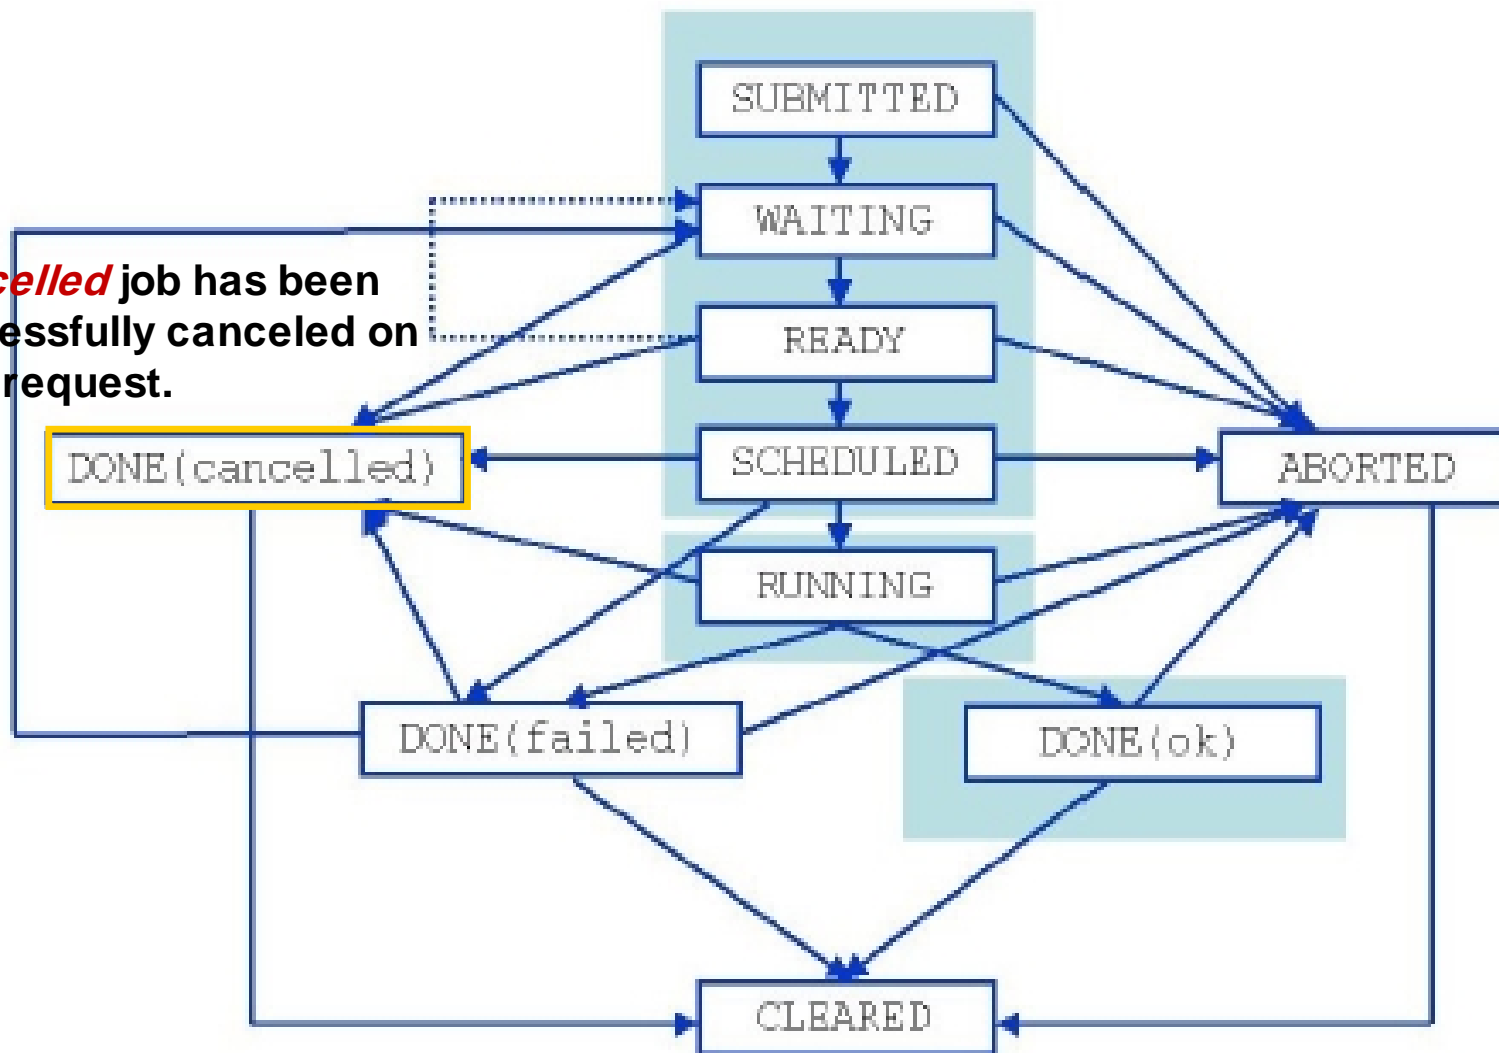 SUBMITTED
WAITING
celled job has been
essfully canceled on
request.
READY
DONE(cancelled)
SCHEDULED
ABORTED
RUNNING
DONE(failed)
DONE(ok)
CLEARED